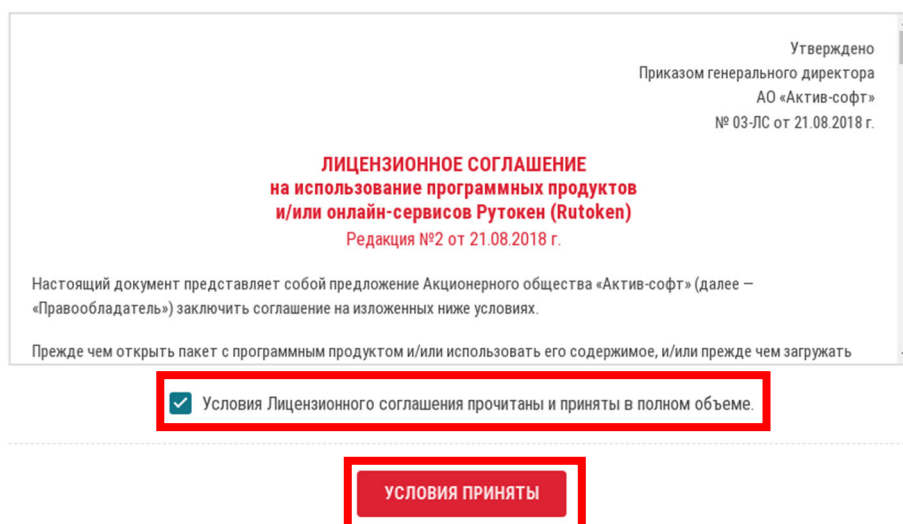 Утверждено
Приказом генерального директора
АО «Актив-софт»
№ 03-ЛС от 21.08.2018 г.
ЛИЦЕНЗИОННОЕ СОГЛАШЕНИЕ
на использование программных продуктов
и/или онлайн-сервисов Рутокен (Rutoken)
Редакция №2 от 21.08.2018 г.
Настоящий документ представляет собой предложение Акционерного общества «Актив-софт» (далее —
«Правообладатель») заключить соглашение на изложенных ниже условиях.
Прежде чем открыть пакет с программным продуктом и/или использовать его содержимое, и/или прежде чем загружать
Условия Лицензионного соглашения прочитаны и приняты в полном объеме.
УСЛОВИЯ ПРИНЯТЫ